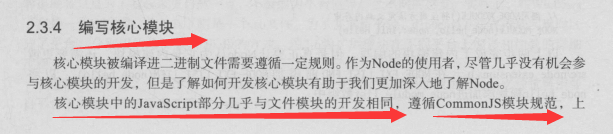 2.3.4 编写核心模块
核心模块被编译进二进制文件需要遵循一定规则。作为Node的使用者，尽管几乎没有机会参
与核心模块的开发，但是了解如何开发核心模块有助于我们更加深入地了解Node。
核心模块中的JavaScript部分几乎与文件模块的开发相同，遵循CommonJS模块规范，上